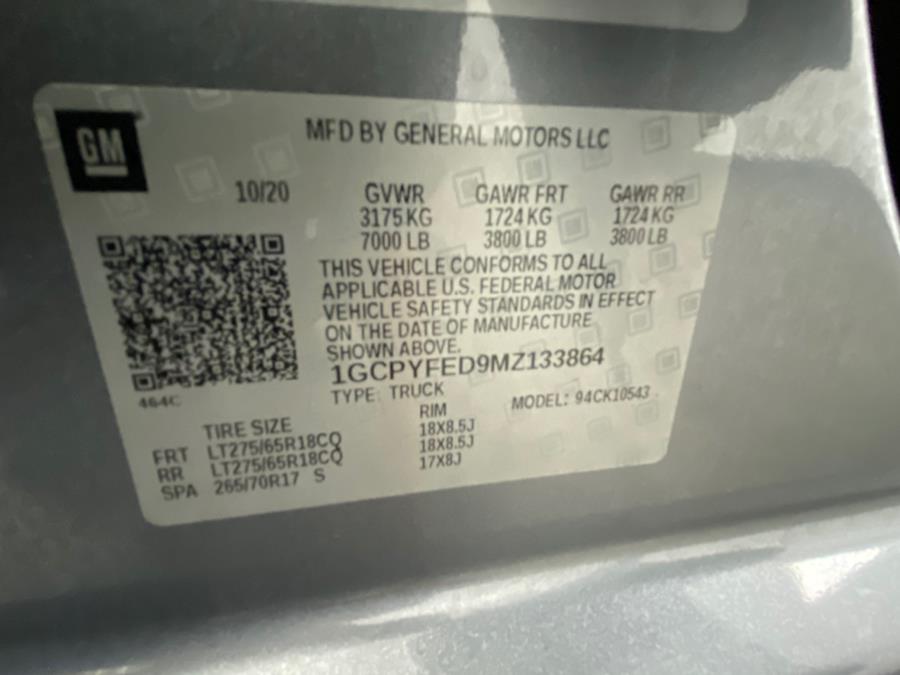 GM
MFD BY GENERAL MOTORS LLC
10/20 GVWR GAWR FRT GAWR RR
3175 KG 1724 KG 1724 KG
7000 LB 3800 LB 3800 LB
THIS VEHICLE CONFORMS TO ALL
APPLICABLE U.S. FEDERAL MOTOR
VEHICLE SAFETY STANDARDS IN EFFECT
ON THE DATE OF MANUFACTURE
SHOWN ABOVE.
1GCPYFED9MZ133864
464C
TYPE: TRUCK MODEL: 94CK10543
TIRE SIZE RIM
FRT LT275/65R18CQ 18X8.5J
RR LT275/65R18CQ 18X8.5J
SPA 265/70R17 S 17X8J